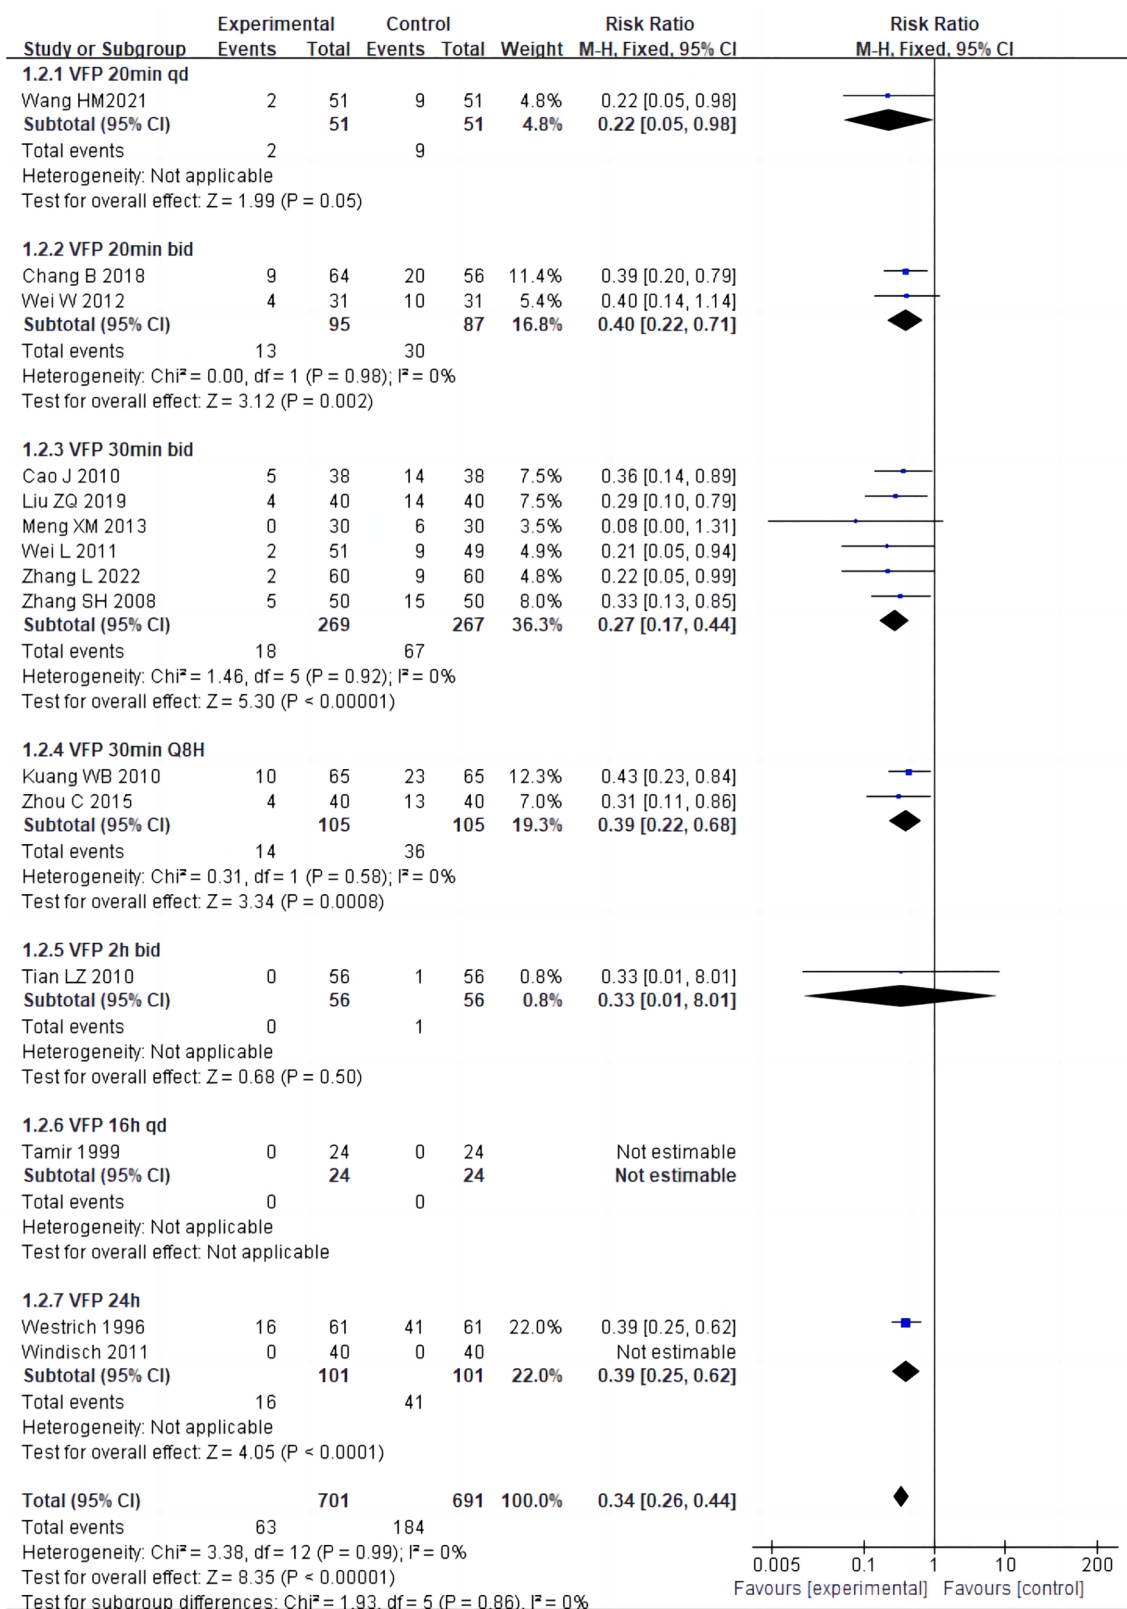 Experimental Control Risk Ratio Risk Ratio
Study or Subgroup Events Total Events Total Weight M-H, Fixed, 95% CI M-H, Fixed, 95% CI
1.2.1 VFP 20min qd
Wang HM2021 2 51 9 51 4.8% 0.22 [0.05, 0.98]
Subtotal (95% CI) 51 51 4.8% 0.22 [0.05, 0.98]
Total events 2 9
Heterogeneity: Not applicable
Test for overall effect: Z = 1.99 (P = 0.05)
1.2.2 VFP 20min bid
Chang B 2018 9 64 20 56 11.4% 0.39 [0.20, 0.79]
Wei W 2012 4 31 10 31 5.4% 0.40 [0.14, 1.14]
Subtotal (95% CI) 95 87 16.8% 0.40 [0.22, 0.71]
Total events 13 30
Heterogeneity: Chi² = 0.00, df = 1 (P = 0.98); I² = 0%
Test for overall effect: Z = 3.12 (P = 0.002)
1.2.3 VFP 30min bid
Cao J 2010 5 38 14 38 7.5% 0.36 [0.14, 0.89]
Liu ZQ 2019 4 40 14 40 7.5% 0.29 [0.10, 0.79]
Meng XM 2013 0 30 6 30 3.5% 0.08 [0.00, 1.31]
Wei L 2011 2 51 9 49 4.9% 0.21 [0.05, 0.94]
Zhang L 2022 2 60 9 60 4.8% 0.22 [0.05, 0.99]
Zhang SH 2008 5 50 15 50 8.0% 0.33 [0.13, 0.85]
Subtotal (95% CI) 269 267 36.3% 0.27 [0.17, 0.44]
Total events 18 67
Heterogeneity: Chi² = 1.46, df = 5 (P = 0.92); I² = 0%
Test for overall effect: Z = 5.30 (P < 0.00001)
1.2.4 VFP 30min Q8H
Kuang WB 2010 10 65 23 65 12.3% 0.43 [0.23, 0.84]
Zhou C 2015 4 40 13 40 7.0% 0.31 [0.11, 0.86]
Subtotal (95% CI) 105 105 19.3% 0.39 [0.22, 0.68]
Total events 14 36
Heterogeneity: Chi² = 0.31, df = 1 (P = 0.58); I² = 0%
Test for overall effect: Z = 3.34 (P = 0.0008)
1.2.5 VFP 2h bid
Tian LZ 2010 0 56 1 56 0.8% 0.33 [0.01, 8.01]
Subtotal (95% CI) 56 56 0.8% 0.33 [0.01, 8.01]
Total events 0 1
Heterogeneity: Not applicable
Test for overall effect: Z = 0.68 (P = 0.50)
1.2.6 VFP 16h qd
Tamir 1999 0 24 0 24 Not estimable
Subtotal (95% CI) 24 24 Not estimable
Total events 0 0
Heterogeneity: Not applicable
Test for overall effect: Not applicable
1.2.7 VFP 24h
Westrich 1996 16 61 41 61 22.0% 0.39 [0.25, 0.62]
Windisch 2011 0 40 0 40 Not estimable
Subtotal (95% CI) 101 101 22.0% 0.39 [0.25, 0.62]
Total events 16 41
Heterogeneity: Not applicable
Test for overall effect: Z = 4.05 (P < 0.0001)
Total (95% CI) 701 691 100.0% 0.34 [0.26, 0.44]
Total events 63 184
Heterogeneity: Chi² = 3.38, df = 12 (P = 0.99); I² = 0%
0.005 0.1 1 10 200
Test for overall effect: Z = 8.35 (P < 0.00001)
Favours [experimental] Favours [control]
Test for subgroup differences: Chi² = 1.93, df = 5 (P = 0.86), I² = 0%